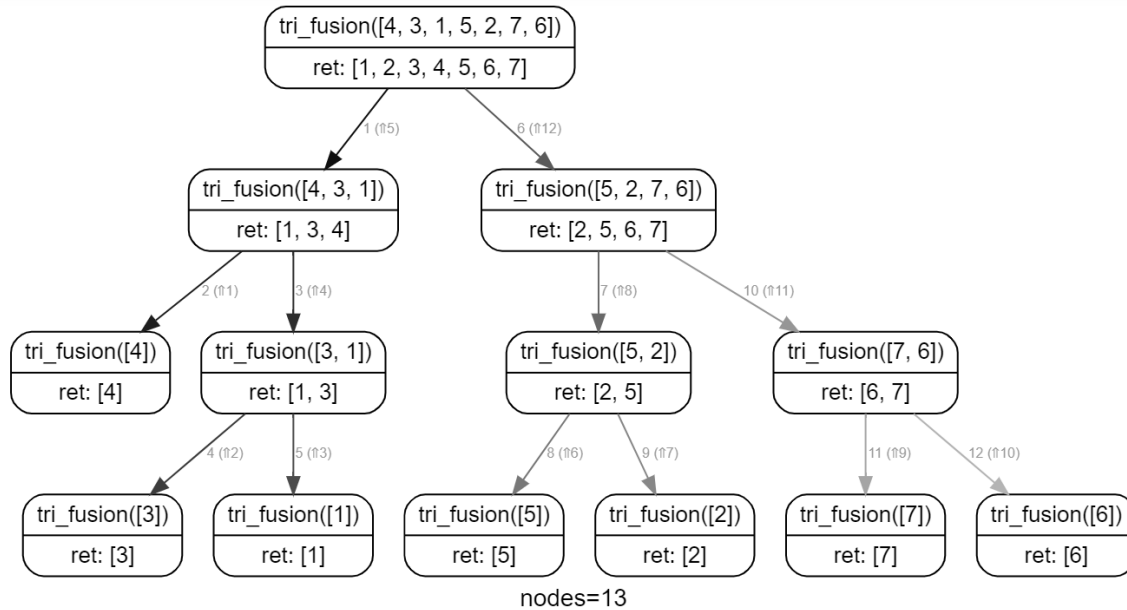 tri_fusion([4, 3, 1, 5, 2, 7, 6])
ret: [1, 2, 3, 4, 5, 6, 7]
1 (⇑5)
6 (⇑12)
tri_fusion([4, 3, 1])
ret: [1, 3, 4]
tri_fusion([5, 2, 7, 6])
ret: [2, 5, 6, 7]
2 (⇑1)
3 (⇑4)
7 (⇑8)
10 (⇑11)
tri_fusion([4])
ret: [4]
tri_fusion([3, 1])
ret: [1, 3]
tri_fusion([5, 2])
ret: [2, 5]
tri_fusion([7, 6])
ret: [6, 7]
4 (⇑2)
5 (⇑3)
8 (⇑6)
9 (⇑7)
11 (⇑9)
12 (⇑10)
tri_fusion([3])
ret: [3]
tri_fusion([1])
ret: [1]
tri_fusion([5])
ret: [5]
tri_fusion([2])
ret: [2]
tri_fusion([7])
ret: [7]
tri_fusion([6])
ret: [6]
nodes=13